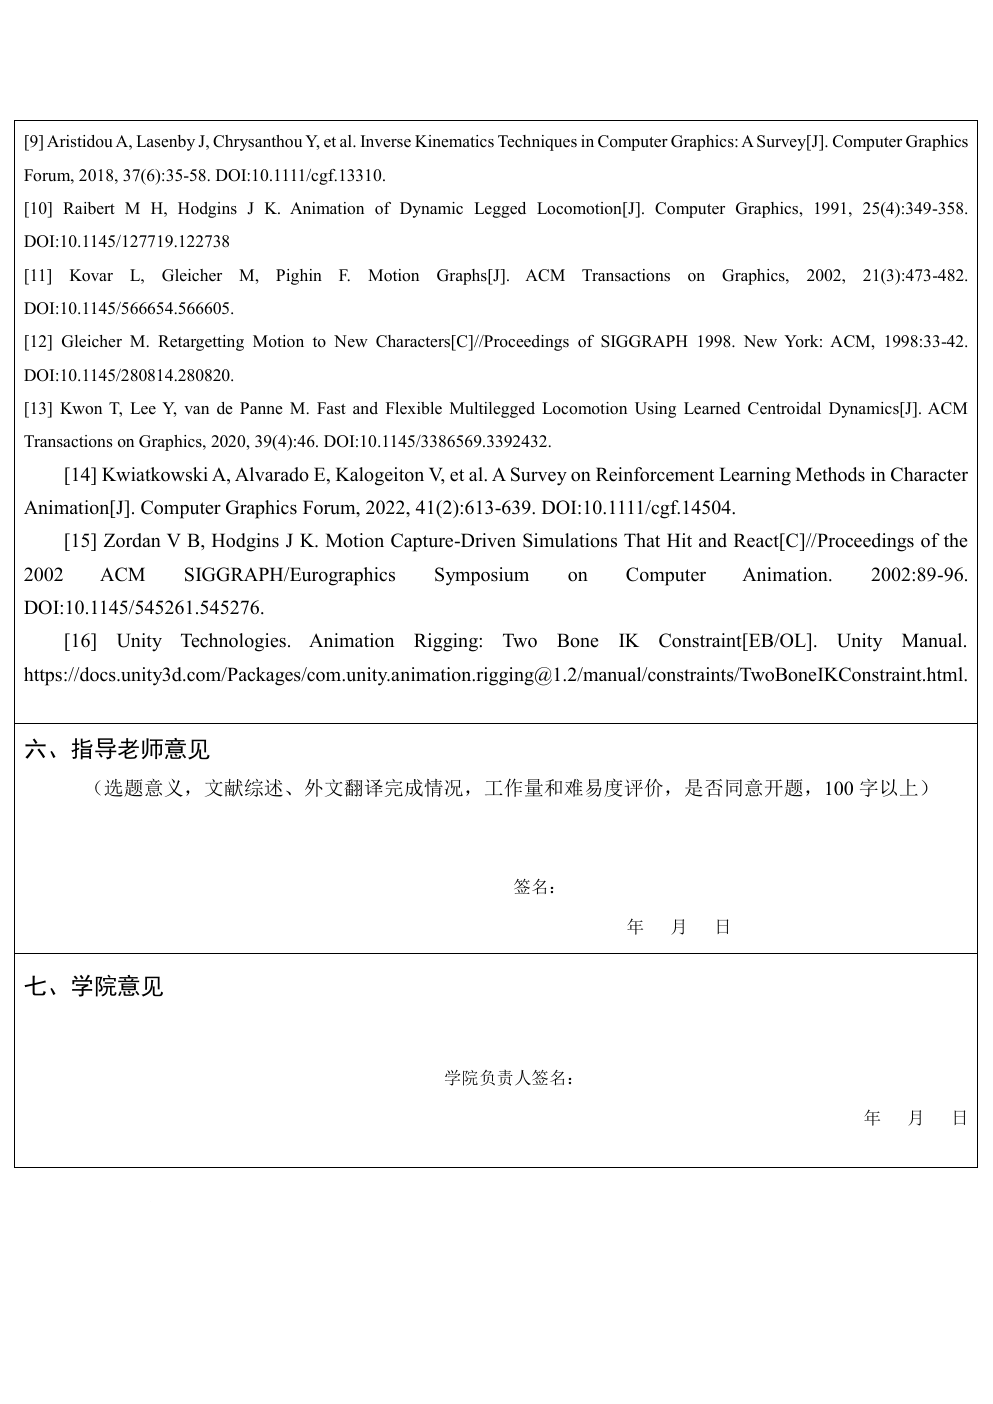 [9] Aristidou A, Lasenby J, Chrysanthou Y, et al. Inverse Kinematics Techniques in Computer Graphics: A Survey[J]. Computer Graphics
Forum, 2018, 37(6):35-58. DOI:10.1111/cgf.13310.
[10] Raibert M H, Hodgins J K. Animation of Dynamic Legged Locomotion[J]. Computer Graphics, 1991, 25(4):349-358.
DOI:10.1145/127719.122738
[11] Kovar L, Gleicher M, Pighin F. Motion Graphs[J]. ACM Transactions on Graphics, 2002, 21(3):473-482.
DOI:10.1145/566654.566605.
[12] Gleicher M. Retargetting Motion to New Characters[C]//Proceedings of SIGGRAPH 1998. New York: ACM, 1998:33-42.
DOI:10.1145/280814.280820.
[13] Kwon T, Lee Y, van de Panne M. Fast and Flexible Multilegged Locomotion Using Learned Centroidal Dynamics[J]. ACM
Transactions on Graphics, 2020, 39(4):46. DOI:10.1145/3386569.3392432.
[14] Kwiatkowski A, Alvarado E, Kalogeiton V, et al. A Survey on Reinforcement Learning Methods in Character
Animation[J]. Computer Graphics Forum, 2022, 41(2):613-639. DOI:10.1111/cgf.14504.
[15] Zordan V B, Hodgins J K. Motion Capture-Driven Simulations That Hit and React[C]//Proceedings of the
2002 ACM SIGGRAPH/Eurographics Symposium on Computer Animation. 2002:89-96.
DOI:10.1145/545261.545276.
[16] Unity Technologies. Animation Rigging: Two Bone IK Constraint[EB/OL]. Unity Manual.
https://docs.unity3d.com/Packages/com.unity.animation.rigging@1.2/manual/constraints/TwoBoneIKConstraint.html.
六、指导老师意见
（选题意义，文献综述、外文翻译完成情况，工作量和难易度评价，是否同意开题，100 字以上）
签名：
年 月 日
七、学院意见
学院负责人签名：
年 月 日